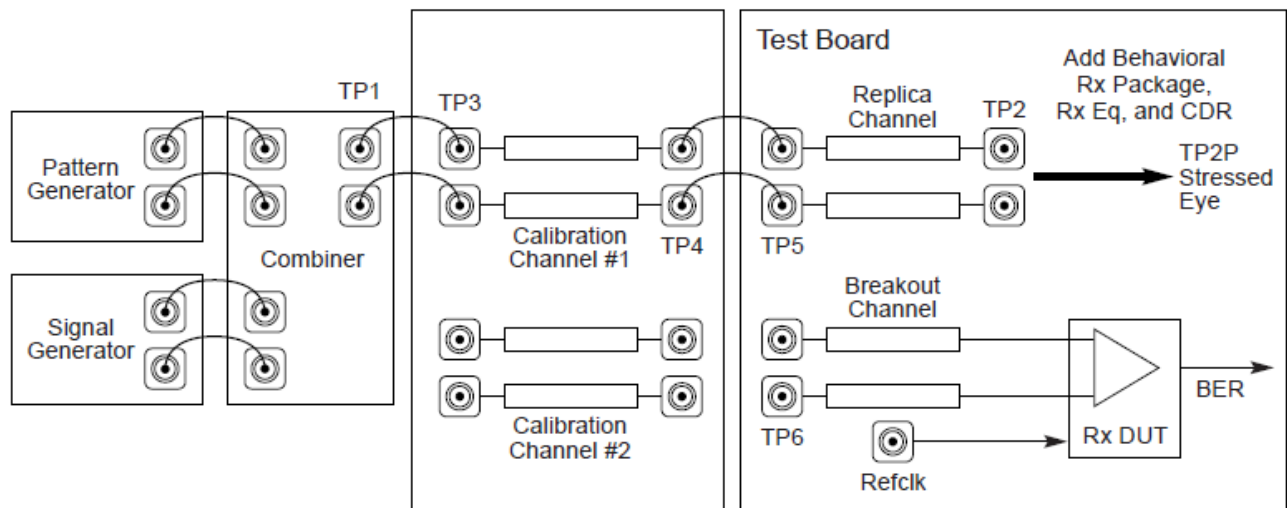 Test Board
Add Behavioral
Rx Package,
Rx Eq, and CDR
TP1
TP3
Replica
Channel
TP2
Pattern
Generator
TP2P
Stressed
Eye
Combiner
Calibration
Channel #1
TP4
TP5
Signal
Generator
Breakout
Channel
BER
Calibration
Channel #2
TP6
Rx DUT
Refclk